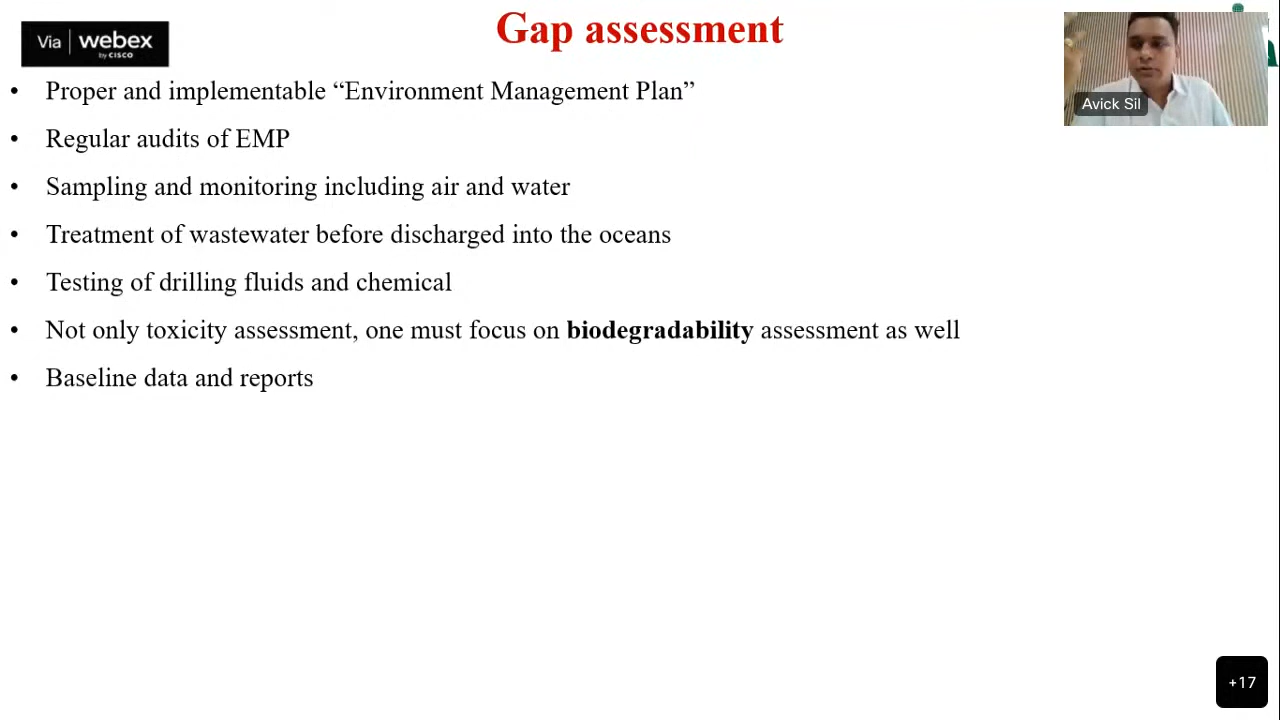 Gap assessment
Via webex
by CISCO
• Proper and implementable “Environment Management Plan”
• Regular audits of EMP
• Sampling and monitoring including air and water
• Treatment of wastewater before discharged into the oceans
• Testing of drilling fluids and chemical
• Not only toxicity assessment, one must focus on biodegradability assessment as well
• Baseline data and reports
Avick Sil
+17